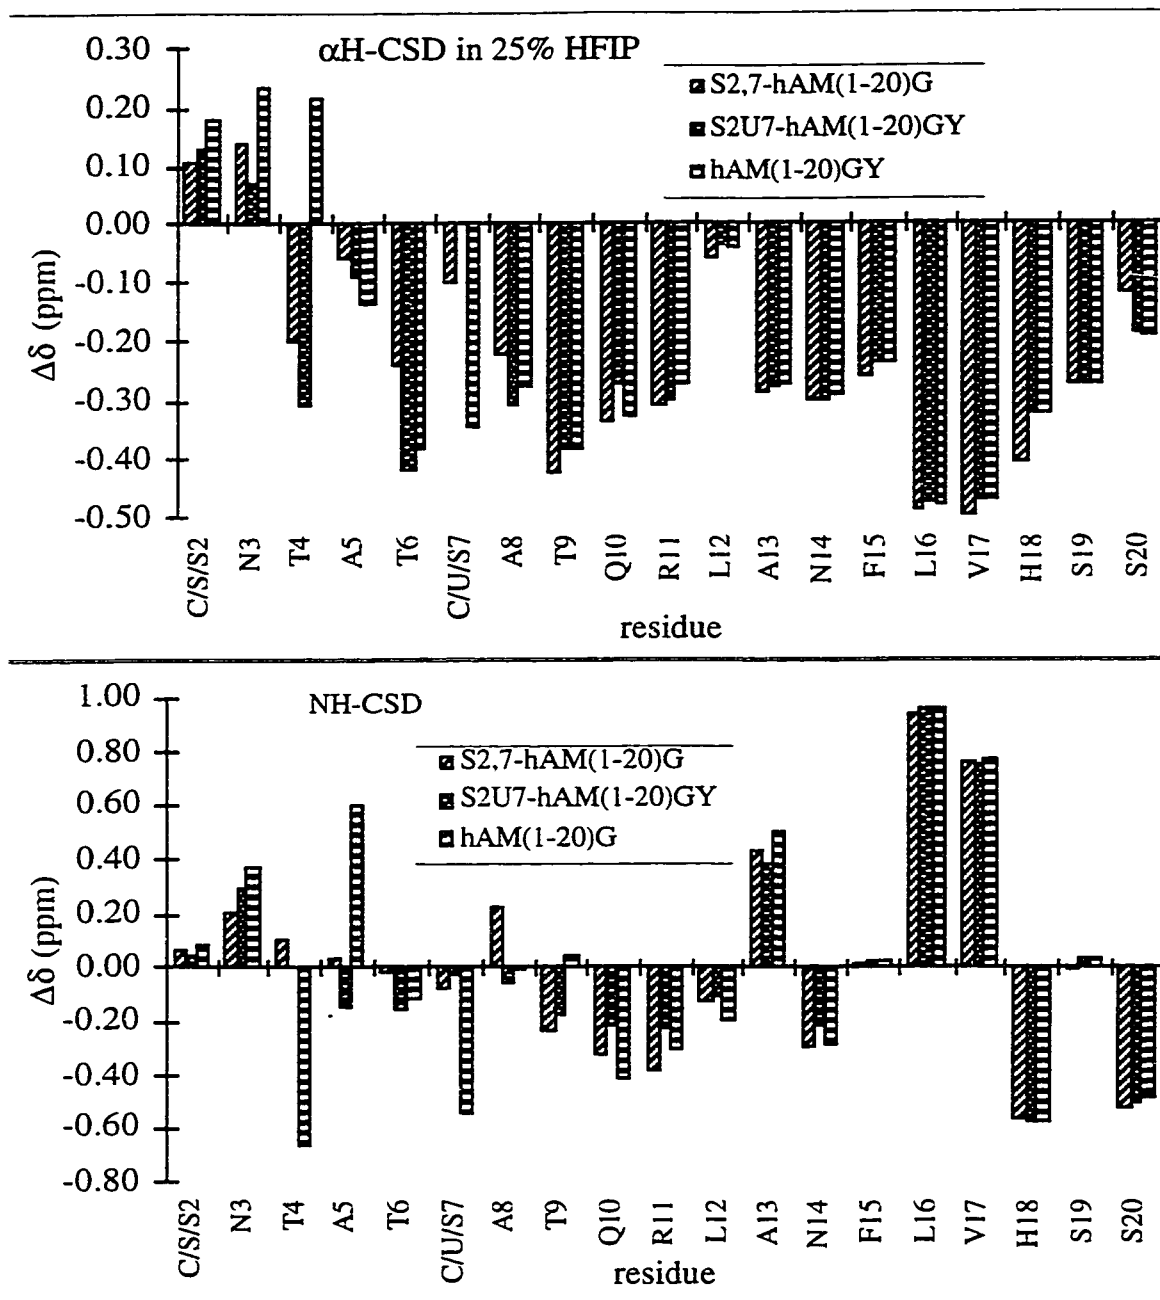 αH-CSD in 25% HFIP
S2,7-hAM(1-20)G
S2U7-hAM(1-20)GY
hAM(1-20)GY
0.30
0.20
0.10
0.00
-0.10
-0.20
-0.30
-0.40
-0.50
Δδ (ppm)
C/S/S2 N3 T4 A5 T6 C/U/S7 A8 T9 Q10 R11 L12 A13 N14 F15 L16 V17 H18 S19 S20
residue
NH-CSD
S2,7-hAM(1-20)G
S2U7-hAM(1-20)GY
hAM(1-20)G
1.00
0.80
0.60
0.40
0.20
0.00
-0.20
-0.40
-0.60
-0.80
Δδ (ppm)
C/S/S2 N3 T4 A5 T6 C/U/S7 A8 T9 Q10 R11 L12 A13 N14 F15 L16 V17 H18 S19 S20
residue